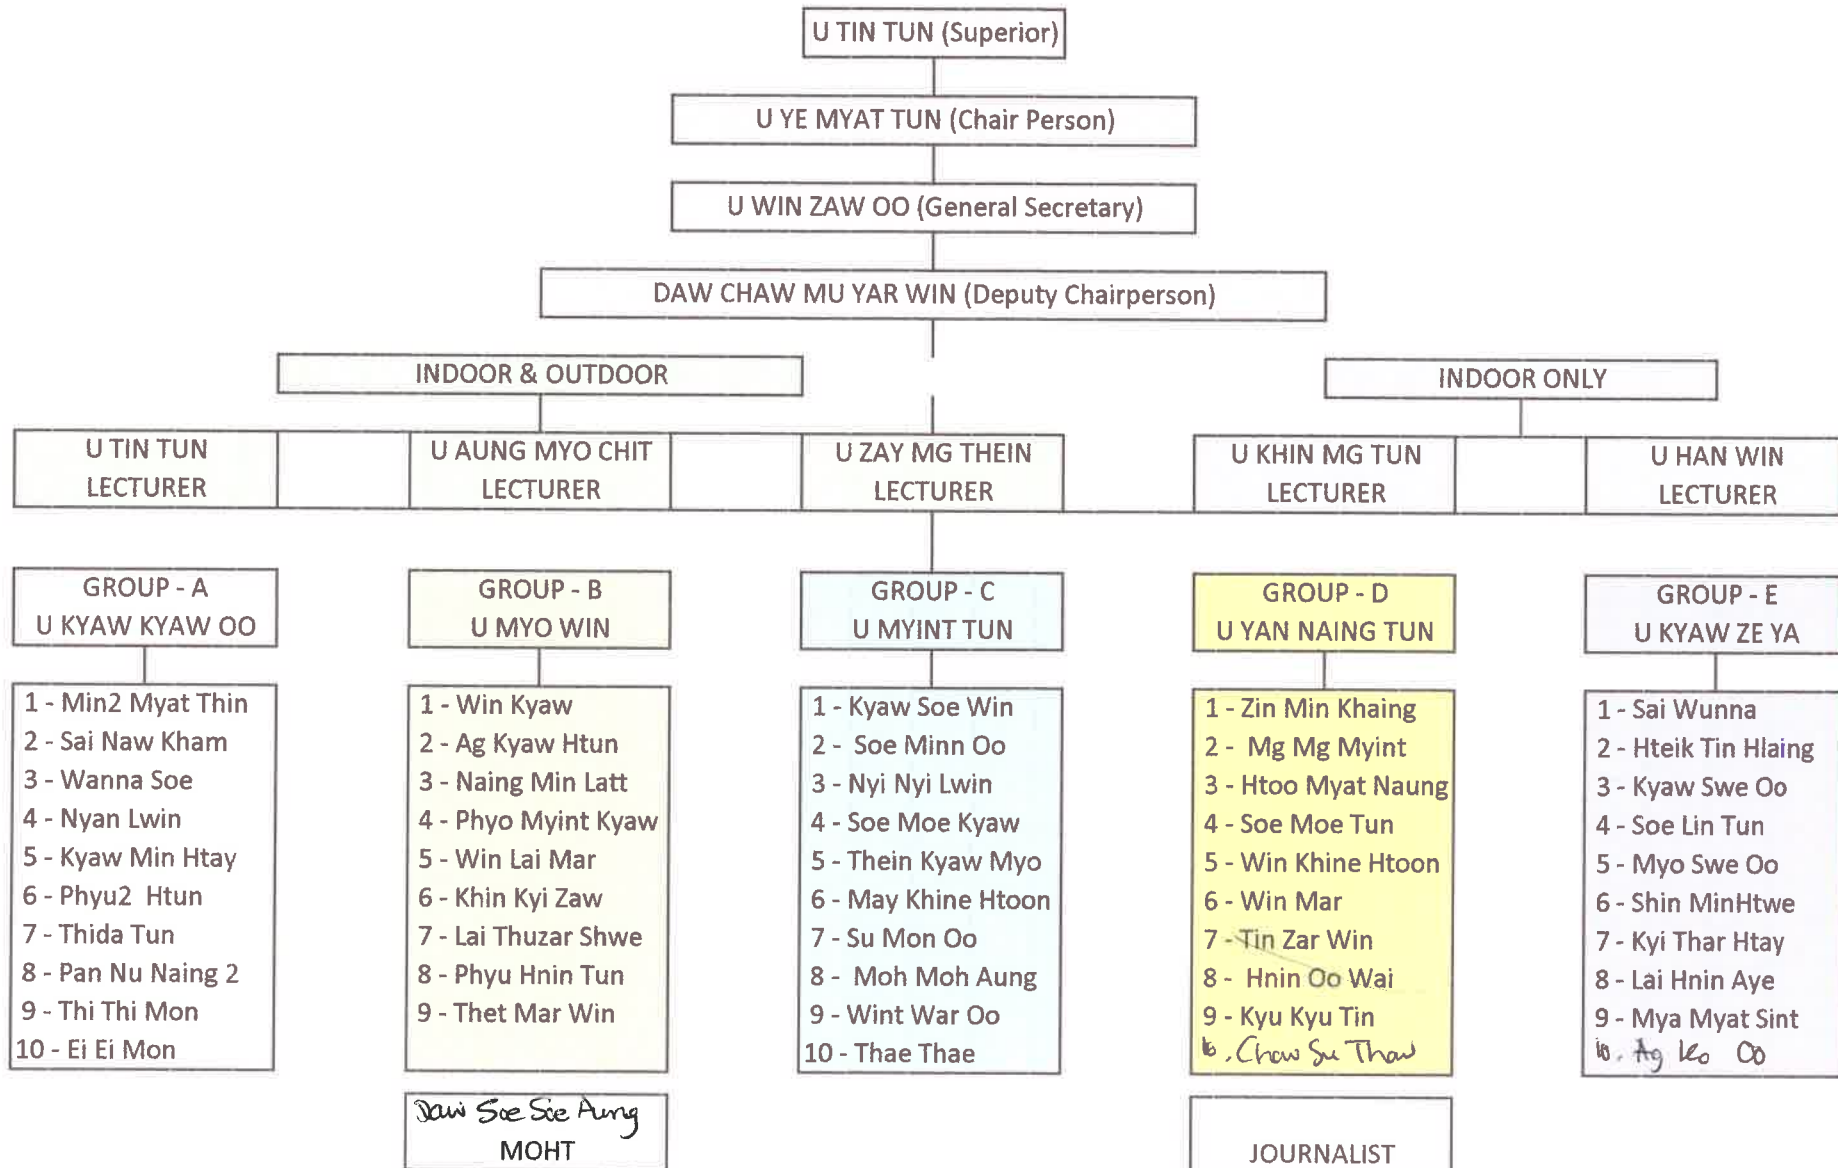 U TIN TUN (Superior)
U YE MYAT TUN (Chair Person)
U WIN ZAW OO (General Secretary)
DAW CHAW MU YAR WIN (Deputy Chairperson)
INDOOR & OUTDOOR
INDOOR ONLY
U TIN TUN
LECTURER
U AUNG MYO CHIT
LECTURER
U ZAY MG THEIN
LECTURER
U KHIN MG TUN
LECTURER
U HAN WIN
LECTURER
GROUP - A
U KYAW KYAW OO
1 - Min2 Myat Thin
2 - Sai Naw Kham
3 - Wanna Soe
4 - Nyan Lwin
5 - Kyaw Min Htay
6 - Phyu2 Htun
7 - Thida Tun
8 - Pan Nu Naing 2
9 - Thi Thi Mon
10 - Ei Ei Mon
GROUP - B
U MYO WIN
1 - Win Kyaw
2 - Ag Kyaw Htun
3 - Naing Min Latt
4 - Phyo Myint Kyaw
5 - Win Lai Mar
6 - Khin Kyi Zaw
7 - Lai Thuzar Shwe
8 - Phyu Hnin Tun
9 - Thet Mar Win
Daw Soe Soe Aung
MOHT
GROUP - C
U MYINT TUN
1 - Kyaw Soe Win
2 - Soe Minn Oo
3 - Nyi Nyi Lwin
4 - Soe Moe Kyaw
5 - Thein Kyaw Myo
6 - May Khine Htoon
7 - Su Mon Oo
8 - Moh Moh Aung
9 - Wint War Oo
10 - Thae Thae
GROUP - D
U YAN NAING TUN
1 - Zin Min Khaing
2 - Mg Mg Myint
3 - Htoo Myat Naung
4 - Soe Moe Tun
5 - Win Khine Htoon
6 - Win Mar
7 - Tin Zar Win
8 - Hnin Oo Wai
9 - Kyu Kyu Tin
10. Chaw Su Thaw
JOURNALIST
GROUP - E
U KYAW ZE YA
1 - Sai Wunna
2 - Hteik Tin Hlaing
3 - Kyaw Swe Oo
4 - Soe Lin Tun
5 - Myo Swe Oo
6 - Shin MinHtwe
7 - Kyi Thar Htay
8 - Lai Hnin Aye
9 - Mya Myat Sint
10. Ag Ko Oo